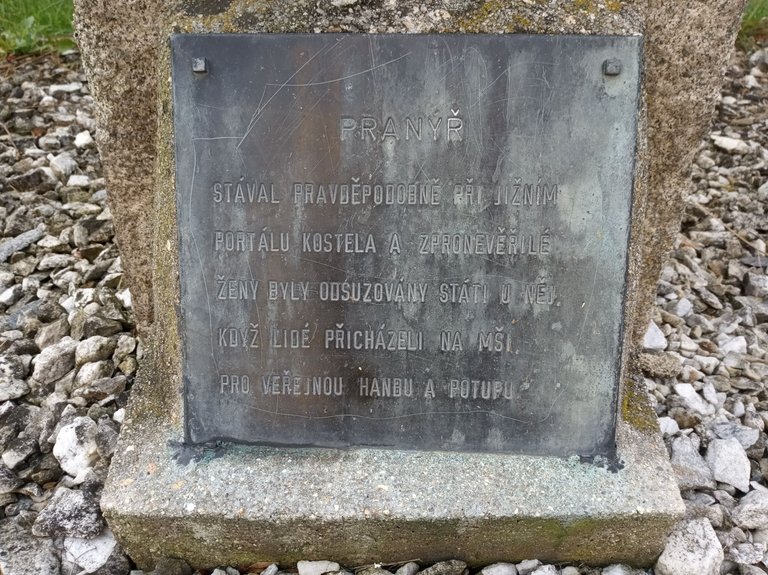 PRANÝŘ
STÁVAL PRAVDĚPODOBNĚ PŘI JIŽNÍM
PORTÁLU KOSTELA A ZPRONEVĚŘILÉ
ŽENY BYLY ODSUZOVÁNY STÁTI U NĚJ,
KDYŽ LIDÉ PŘICHÁZELI NA MŠI
PRO VEŘEJNOU HANBU A POTUPU.